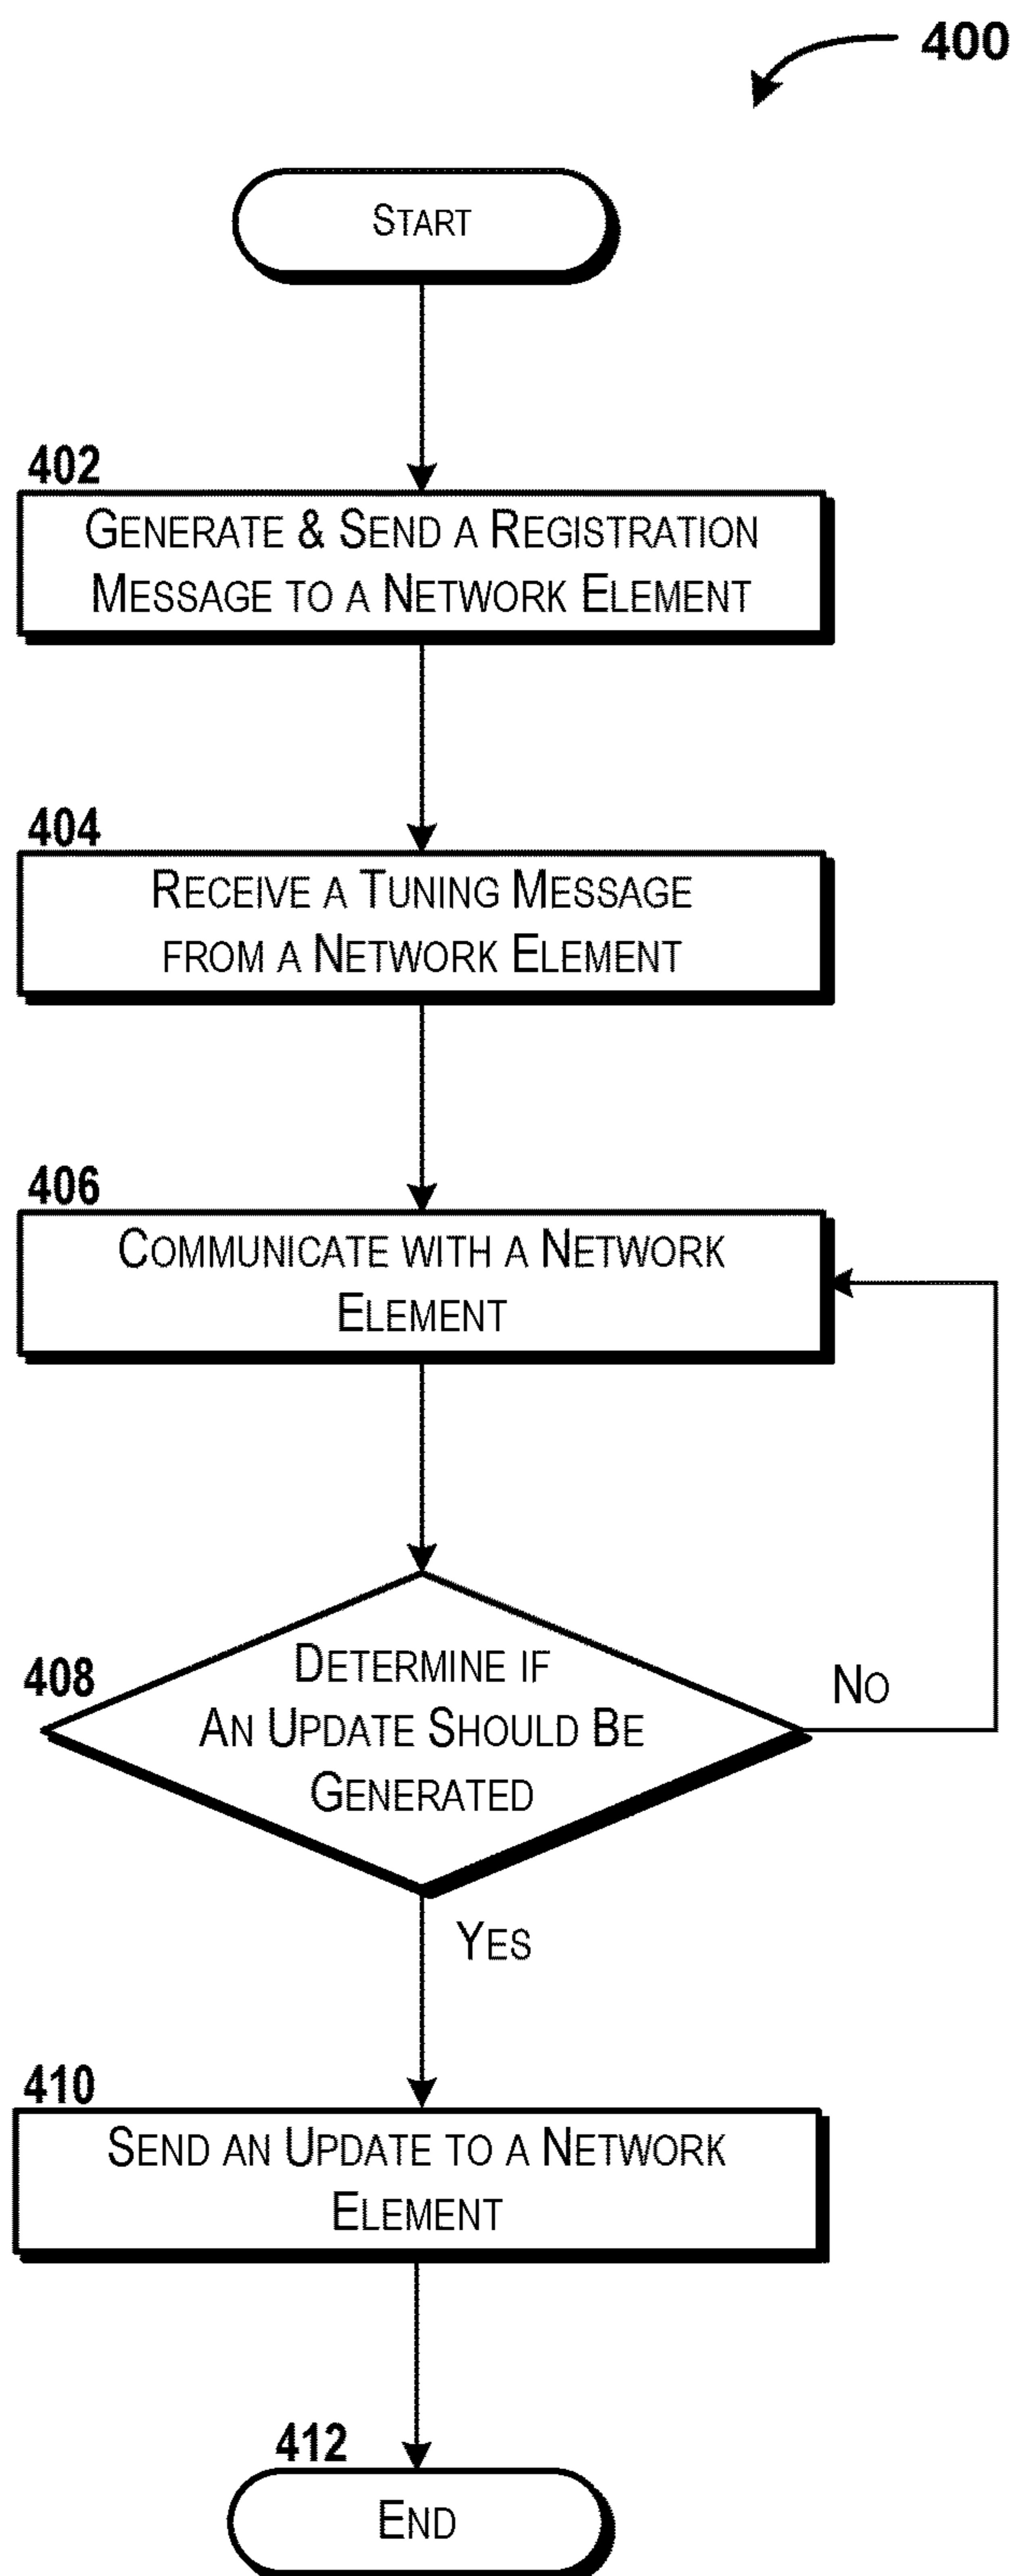 400
START
402
GENERATE & SEND A REGISTRATION
MESSAGE TO A NETWORK ELEMENT
404
RECEIVE A TUNING MESSAGE
FROM A NETWORK ELEMENT
406
COMMUNICATE WITH A NETWORK
ELEMENT
408
DETERMINE IF
AN UPDATE SHOULD BE
GENERATED
NO
YES
410
SEND AN UPDATE TO A NETWORK
ELEMENT
412
END